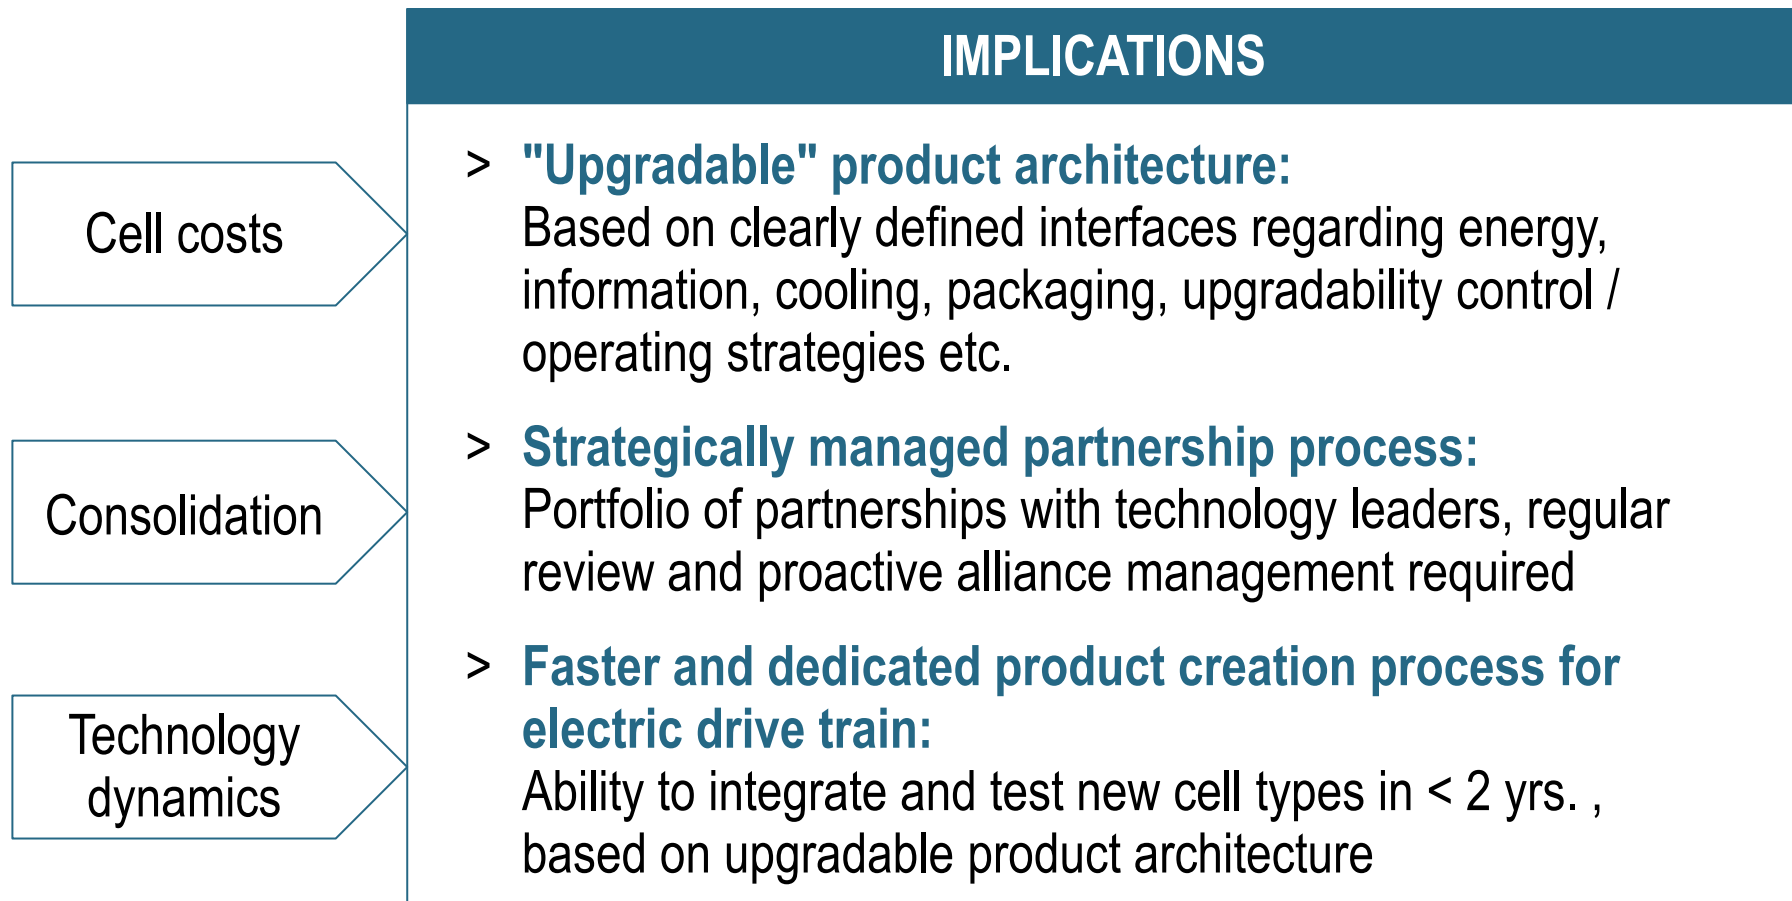 IMPLICATIONS
Cell costs
> "Upgradable" product architecture:
Based on clearly defined interfaces regarding energy,
information, cooling, packaging, upgradability control /
operating strategies etc.
Consolidation
> Strategically managed partnership process:
Portfolio of partnerships with technology leaders, regular
review and proactive alliance management required
Technology
dynamics
> Faster and dedicated product creation process for
electric drive train:
Ability to integrate and test new cell types in < 2 yrs. ,
based on upgradable product architecture